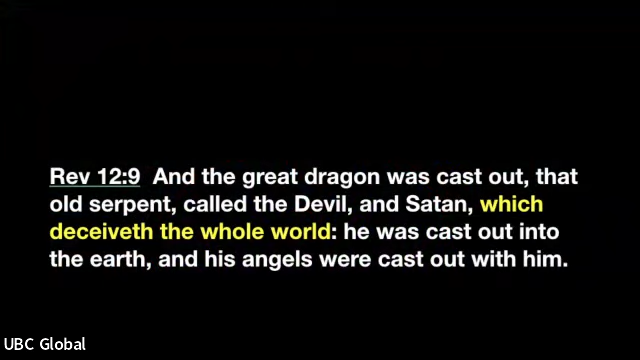 Rev 12:9 And the great dragon was cast out, that
old serpent, called the Devil, and Satan, which
deceiveth the whole world: he was cast out into
the earth, and his angels were cast out with him.
UBC Global